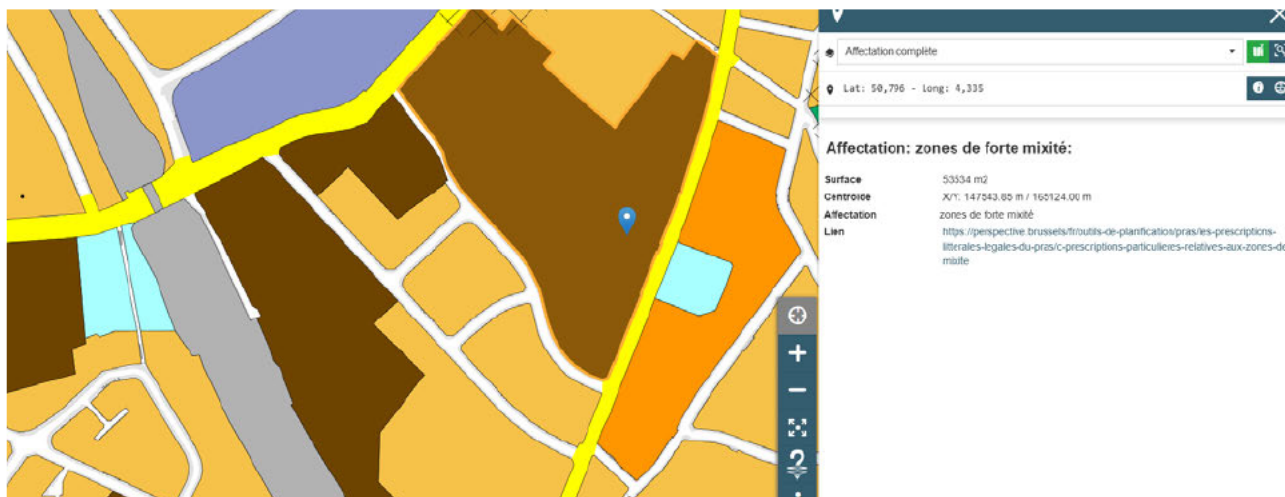 Affectation complète
Lat: 50,796 - Long: 4,335
Affectation: zones de forte mixité:
Surface 53534 m2
Centroïde X/Y: 147543.65 m / 165124.00 m
Affectation zones de forte mixité
Lien https://perspective.brussels/fr/outils-de-planification/pras/les-prescriptions-
litterales-legales-du-pras/c-prescriptions-particulieres-relatives-aux-zones-de
mixite